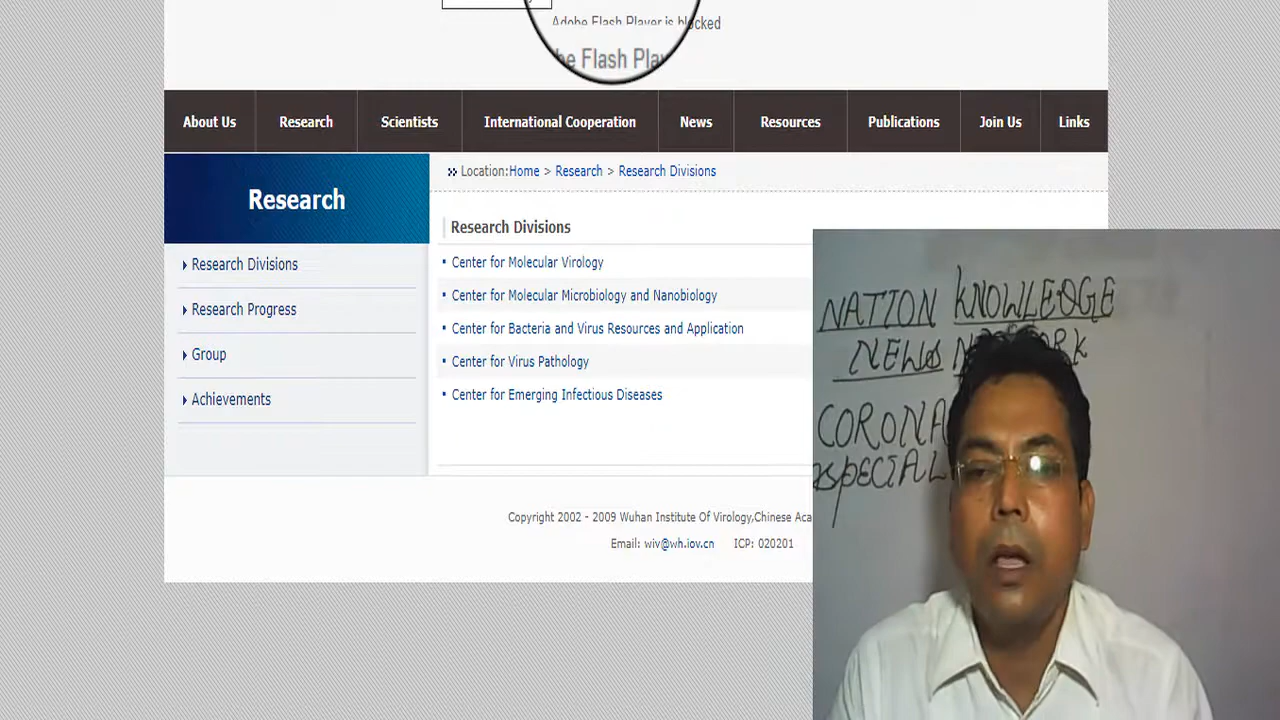 Adobe Flash Player is blocked
be Flash Play
About Us
Research
Scientists
International Cooperation
News
Resources
Publications
Join Us
Links
Location:Home > Research > Research Divisions
Research
Research Divisions
Research Progress
Group
Achievements
Research Divisions
Center for Molecular Virology
Center for Molecular Microbiology and Nanobiology
Center for Bacteria and Virus Resources and Application
Center for Virus Pathology
Center for Emerging Infectious Diseases
Copyright 2002 - 2009 Wuhan Institute Of Virology,Chinese Aca
Email: wiv@wh.iov.cn ICP: 020201
NATION KNOWLEDGE
NEWS N RK
CORONA
SPECIAL